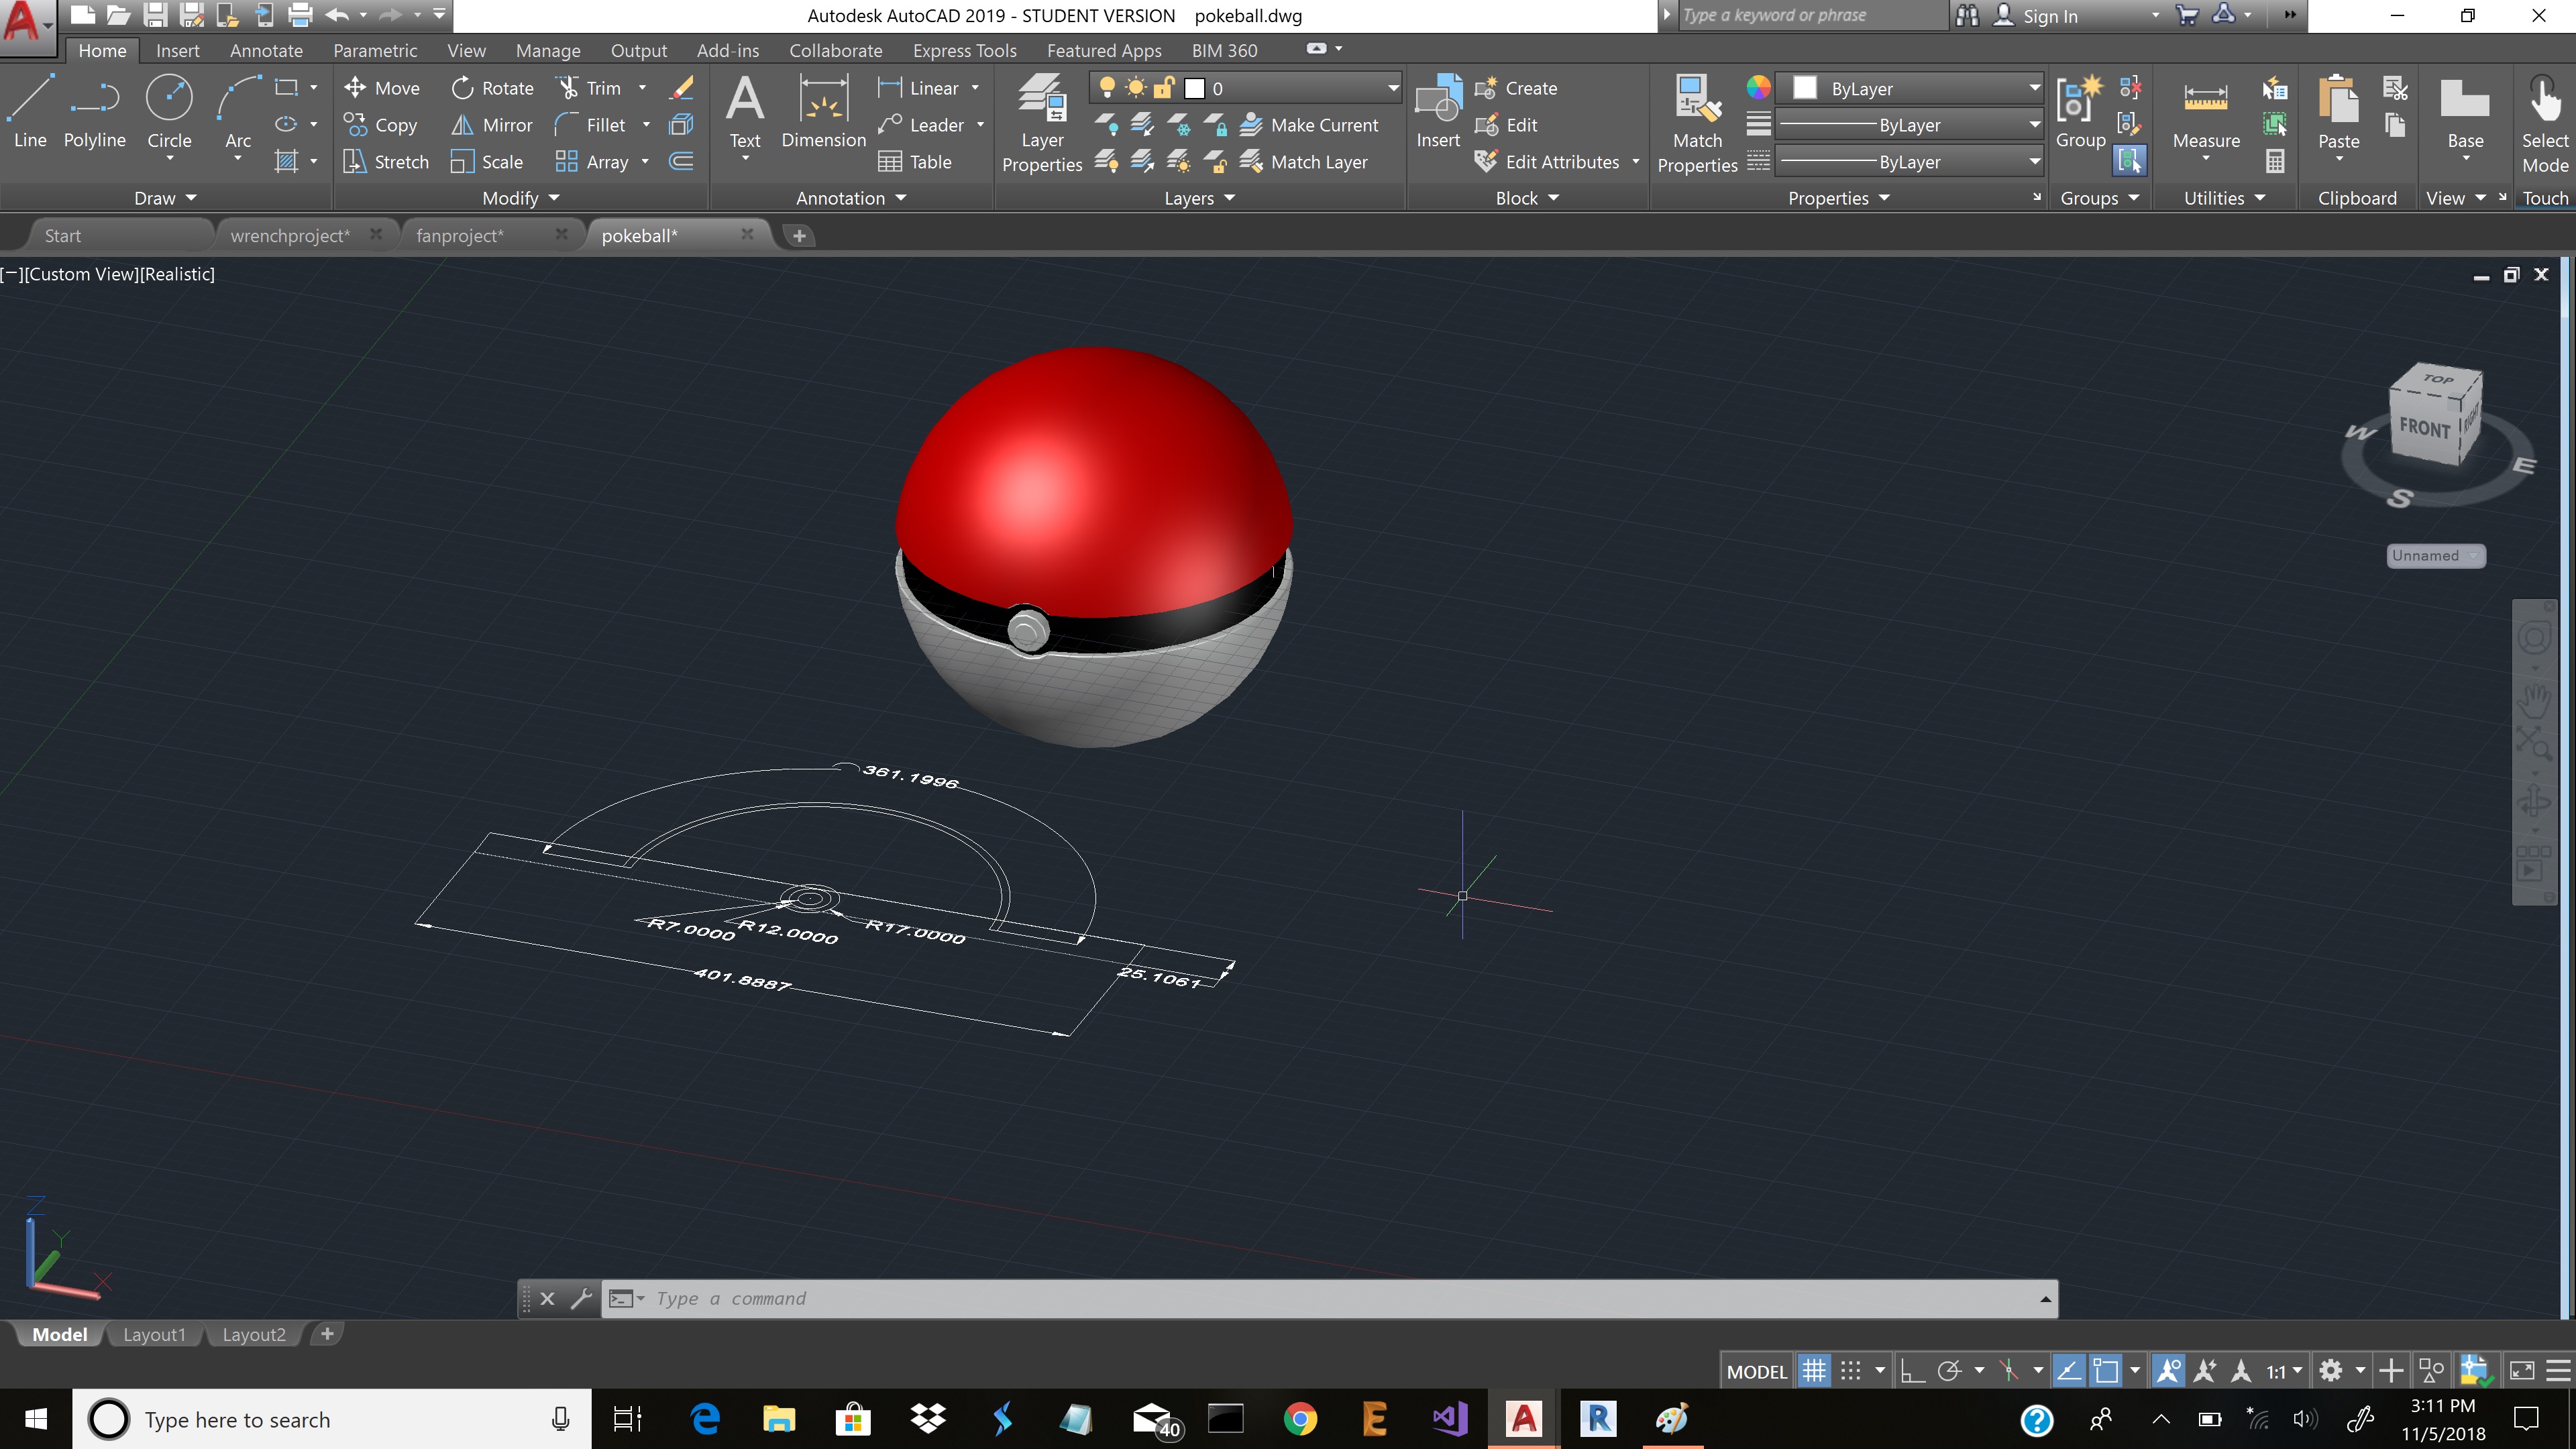 Autodesk AutoCAD 2019 - STUDENT VERSION pokeball.dwg
Type a keyword or phrase
Sign In
Home Insert Annotate Parametric View Manage Output Add-ins Collaborate Express Tools Featured Apps BIM 360
Line Polyline Circle Arc
Draw
Move Rotate Trim
Copy Mirror Fillet
Stretch Scale Array
Modify
Text Dimension
Linear
Leader
Table
Annotation
Layer Properties
0
Make Current
Match Layer
Layers
Insert
Create
Edit
Edit Attributes
Block
Match Properties
ByLayer
ByLayer
ByLayer
Properties
Group
Groups
Measure
Utilities
Paste
Clipboard
Base
View
Select Mode
Touch
Start wrenchproject* fanproject* pokeball*
[−][Custom View][Realistic]
TOP
FRONT
RIGHT
W
E
S
Unnamed
361.1996
R7.0000
R12.0000
R17.0000
401.8887
25.1061
Z
Y
X
Type a command
Model Layout1 Layout2
MODEL
1:1
Type here to search
40
3:11 PM
11/5/2018